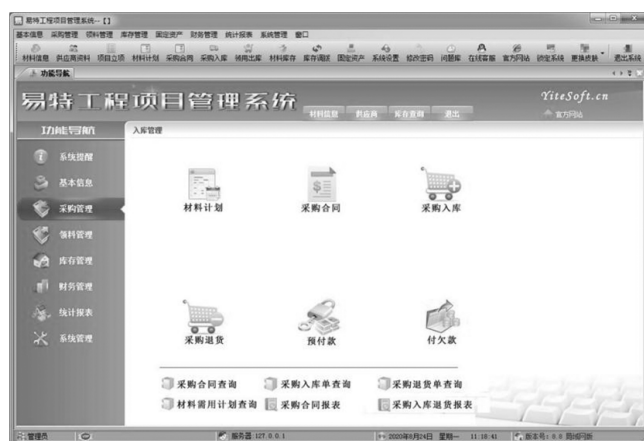 易特工程项目管理系统--【】
基本信息 采购管理 领料管理 库存管理 固定资产 财务管理 统计报表 系统管理 窗口
材料信息 供应商资料 项目立项 材料计划 采购合同 采购入库 领用出库 材料库存 库存调拨 固定资产 系统设置 修改密码 问题库 在线客服 官方网站 锁定系统 更换皮肤 退出系统
功能导航
易特工程项目管理系统
材料信息 供应商 库存查询 退出
YiteSoft.cn
官方网站
功能导航
入库管理
系统提醒
基本信息
采购管理
领料管理
库存管理
财务管理
统计报表
系统管理
材料计划 采购合同 采购入库
采购退货 预付款 付欠款
采购合同查询 采购入库单查询 采购退货单查询
材料需用计划查询 采购合同报表 采购入库退货报表
管理员 服务器:127.0.0.1 2020年8月24日 星期一 11:18:41 版本号: 8.0